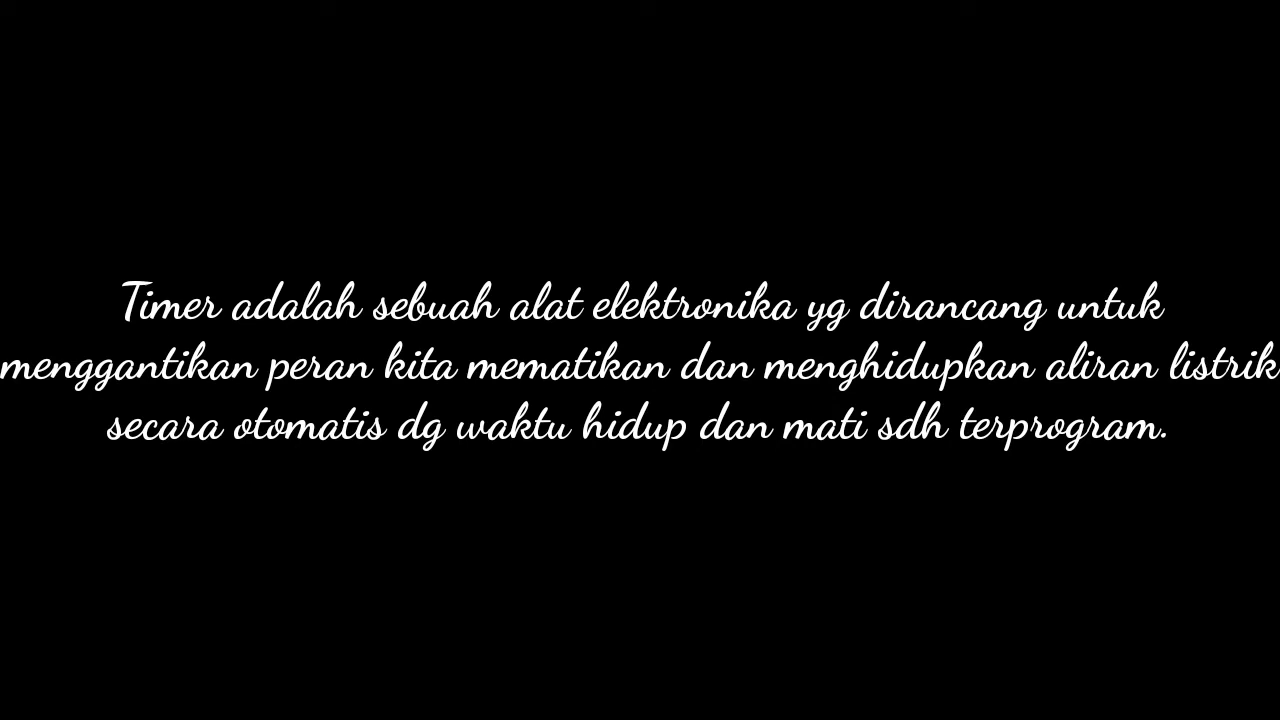 Timer adalah sebuah alat elektronika yg dirancang untuk
menggantikan peran kita mematikan dan menghidupkan aliran listrik
secara otomatis dg waktu hidup dan mati sdh terprogram.